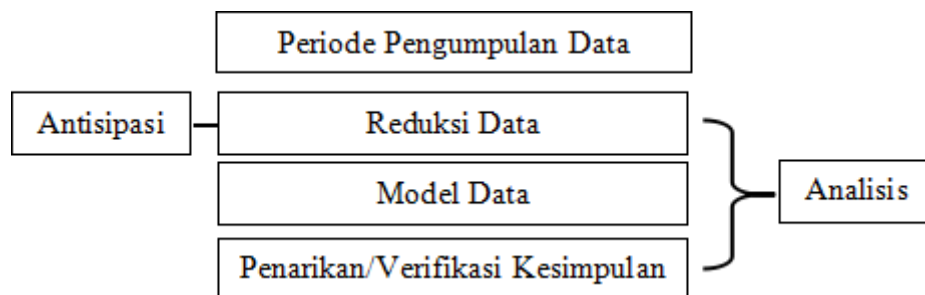 Periode Pengumpulan Data
Antisipasi
Reduksi Data
Model Data
Analisis
Penarikan/Verifikasi Kesimpulan